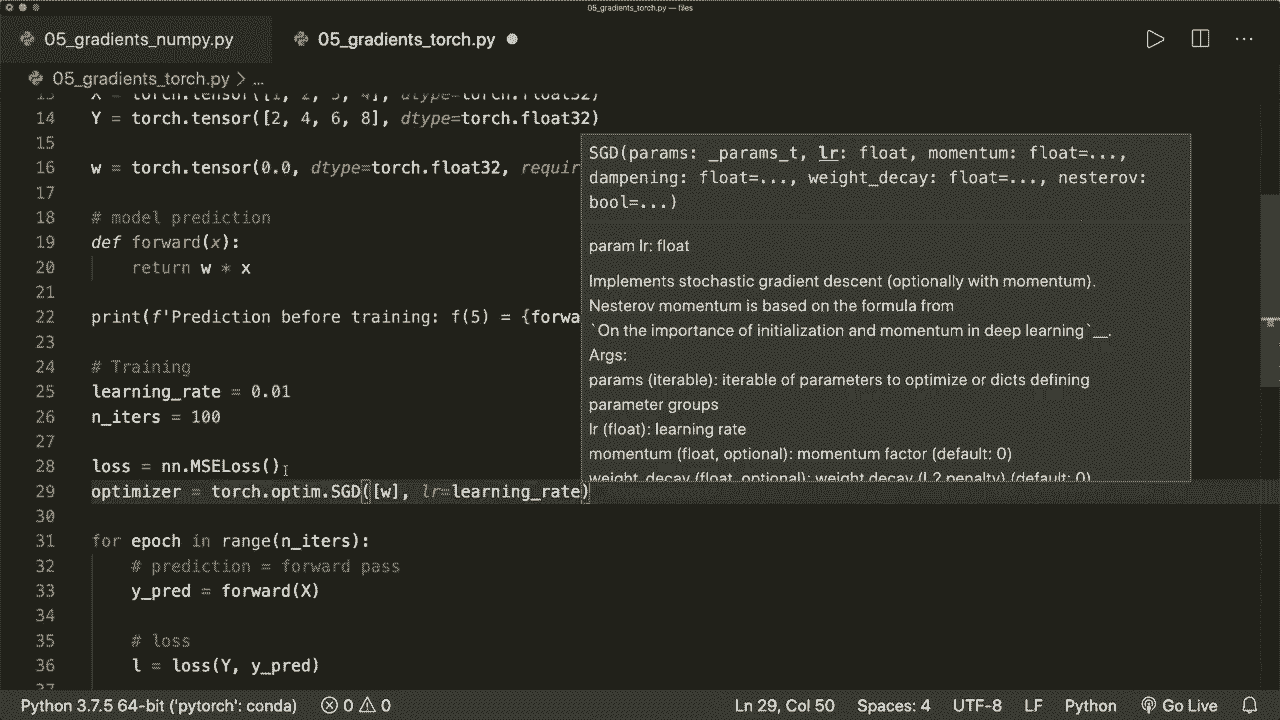 05_gradients_torch.py — files
05_gradients_numpy.py
05_gradients_torch.py
05_gradients_torch.py > ...
13 X = torch.tensor([1, 2, 3, 4], dtype=torch.float32)
14 Y = torch.tensor([2, 4, 6, 8], dtype=torch.float32)
15
16 w = torch.tensor(0.0, dtype=torch.float32, requir
17
18 # model prediction
19 def forward(x):
20 return w * x
21
22 print(f'Prediction before training: f(5) = {forwa
23
24 # Training
25 learning_rate = 0.01
26 n_iters = 100
27
28 loss = nn.MSELoss()
29 optimizer = torch.optim.SGD([w], lr=learning_rate)
30
31 for epoch in range(n_iters):
32 # prediction = forward pass
33 y_pred = forward(X)
34
35 # loss
36 l = loss(Y, y_pred)
37
SGD(params: _params_t, lr: float, momentum: float=...,
dampening: float=..., weight_decay: float=..., nesterov:
bool=...)
param lr: float
Implements stochastic gradient descent (optionally with momentum).
Nesterov momentum is based on the formula from
`On the importance of initialization and momentum in deep learning`__.
Args:
params (iterable): iterable of parameters to optimize or dicts defining
parameter groups
lr (float): learning rate
momentum (float, optional): momentum factor (default: 0)
weight_decay (float, optional): weight decay (L2 penalty) (default: 0)
Python 3.7.5 64-bit ('pytorch': conda)
0
0
Ln 29, Col 50
Spaces: 4
UTF-8
LF
Python
Go Live